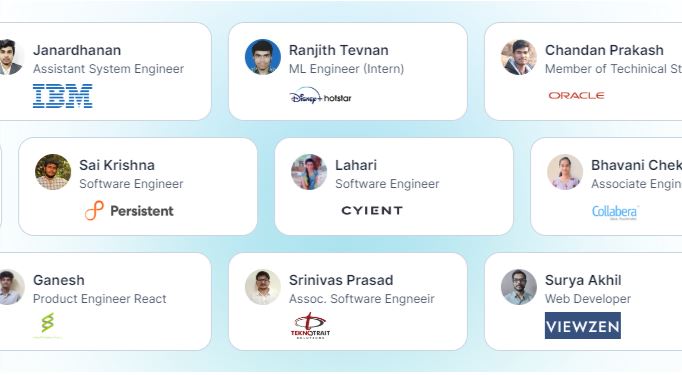 Janardhanan
Assistant System Engineer
IBM
Ranjith Tevnan
ML Engineer (Intern)
Disney+ hotstar
Chandan Prakash
Member of Techinical St
ORACLE
Sai Krishna
Software Engineer
Persistent
Lahari
Software Engineer
CYIENT
Bhavani Chek
Associate Engin
Collabera
Ganesh
Product Engineer React
Srinivas Prasad
Assoc. Software Engneeir
TEKNOTRAIT
SOLUTIONS
Surya Akhil
Web Developer
VIEWZEN